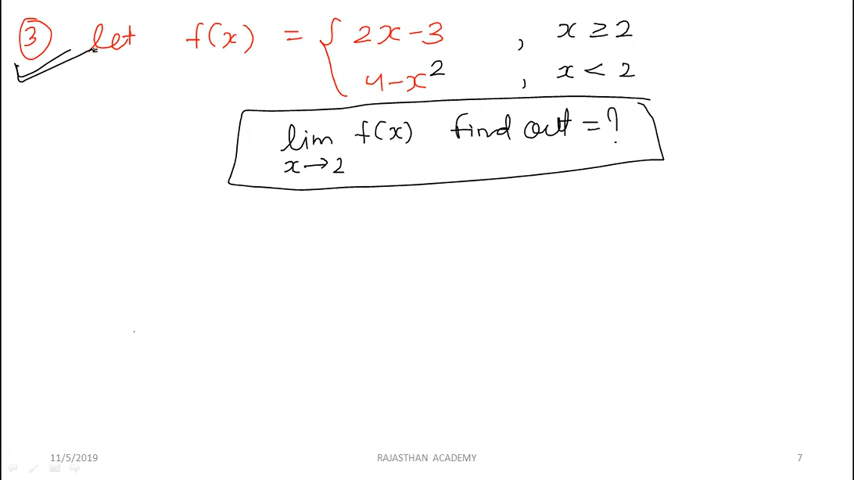 ③ let f(x) = { 2x-3 , x ≥ 2
4-x² , x < 2
lim f(x) find out = ?
x→2
11/5/2019 RAJASTHAN ACADEMY 7